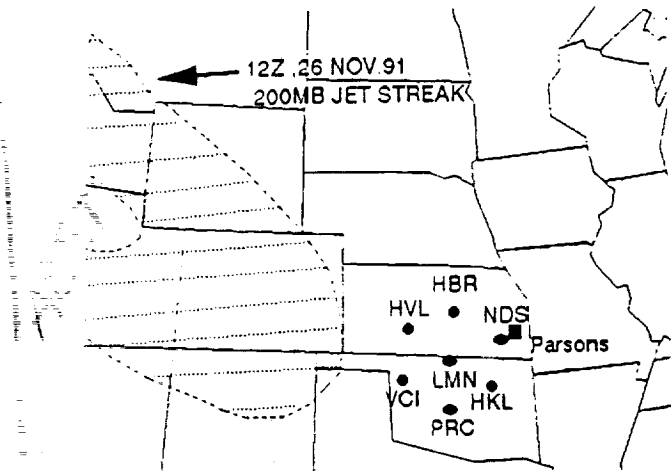 12Z ,26 NOV.91
200MB JET STREAK
HBR
HVL
NDS
Parsons
LMN
VCI
HKL
PRC